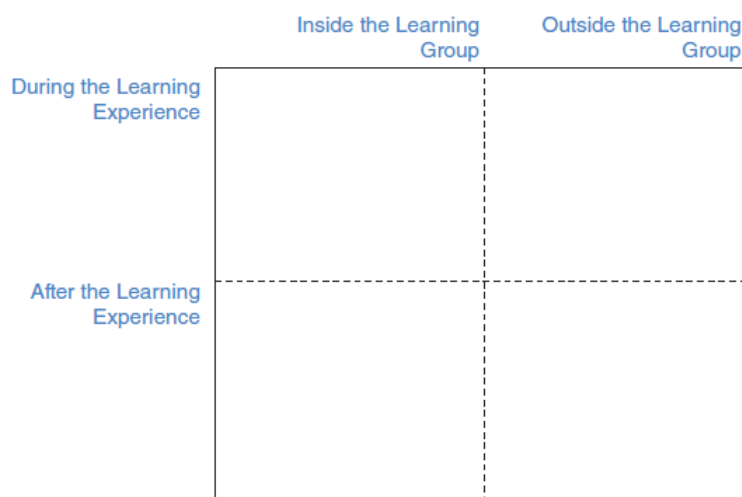 Inside the Learning
Group
Outside the Learning
Group
During the Learning
Experience
After the Learning
Experience